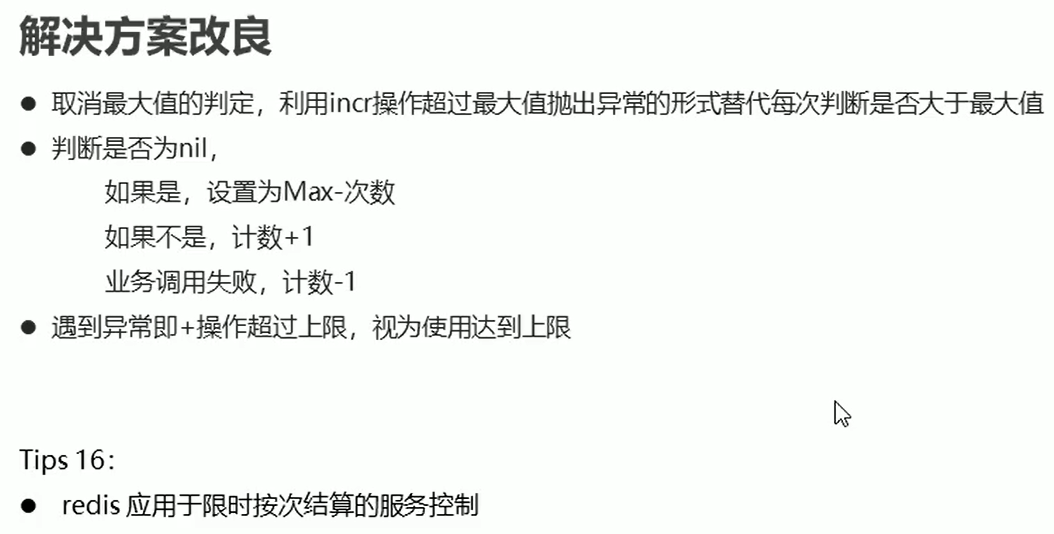 解决方案改良
● 取消最大值的判定，利用incr操作超过最大值抛出异常的形式替代每次判断是否大于最大值
● 判断是否为nil，
如果是，设置为Max-次数
如果不是，计数+1
业务调用失败，计数-1
● 遇到异常即+操作超过上限，视为使用达到上限
Tips 16：
● redis 应用于限时按次结算的服务控制